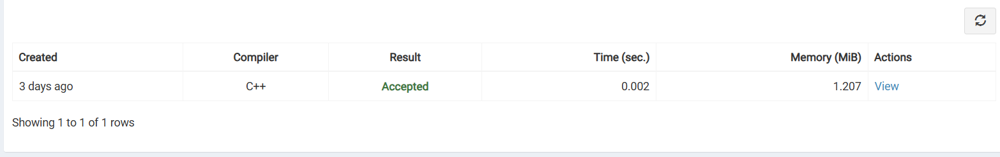 Created Compiler Result Time (sec.) Memory (MiB) Actions
3 days ago C++ Accepted 0.002 1.207 View
Showing 1 to 1 of 1 rows